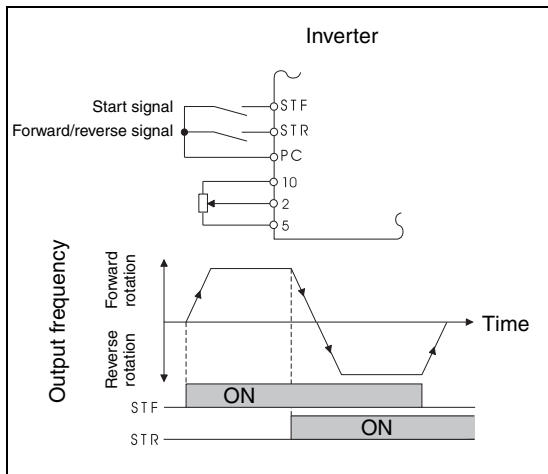 Inverter
Start signal
STF
Forward/reverse signal
STR
PC
10
2
5
Output frequency
Forward
rotation
Reverse
rotation
Time
ON
STF
ON
STR